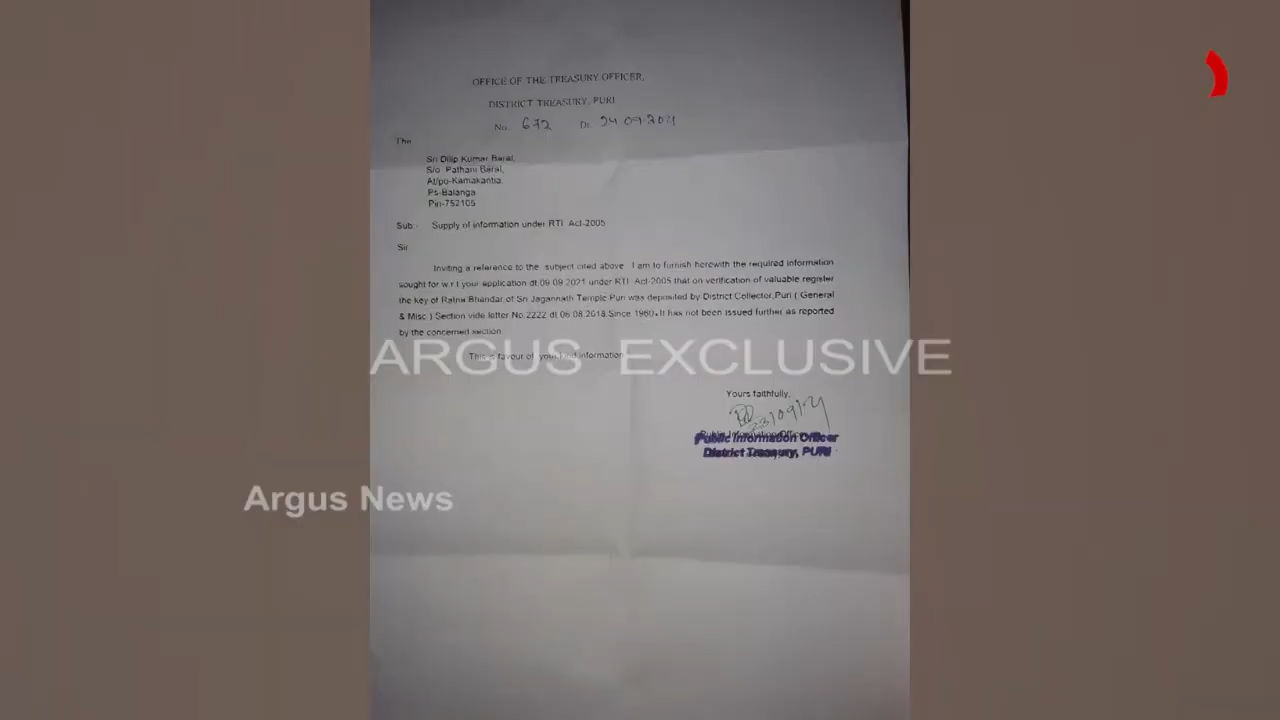 OFFICE OF THE TREASURY OFFICER,
DISTRICT TREASURY, PURI
No. 672 Dt. 24 09.2021
Sri Dilip Kumar Baral,
S/o Pathani Baral,
At/po-Kamakantia
Ps-Balanga
Pin-752105
Sub:- Supply of information under RTI Act-2005
Sir
Inviting a reference to the subject cited above I am to furnish herewith the required information
sought for w.r.t your application dt.09.09.2021 under RTI Act-2005 that on verification of valuable register
the key of Ratna Bhandar of Sri Jagannath Temple Puri was deposited by District Collector,Puri ( General
& Misc ) Section vide letter No.2222 dt.06.08.2018.Since 1960.It has not been issued further as reported
by the concerned section
This favour of your kind information
ARGUS EXCLUSIVE
Yours faithfully,
23/09/21
Public Information Officer
Public Information Officer
District Treasury, PURI
Argus News